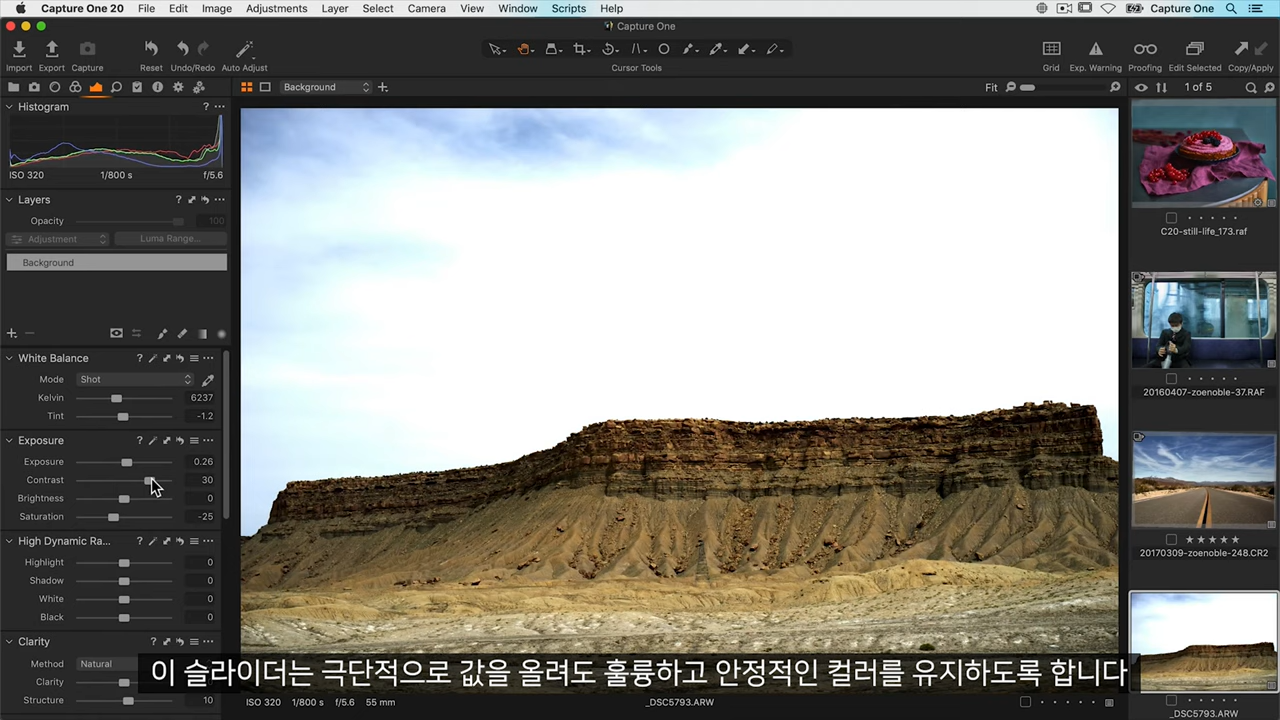 Capture One 20 File Edit Image Adjustments Layer Select Camera View Window Scripts Help Capture One
Capture One
Import Export Capture Reset Undo/Redo Auto Adjust Cursor Tools Grid Exp. Warning Proofing Edit Selected Copy/Apply
Background Fit 1 of 5
Histogram ? ...
ISO 320 1/800 s f/5.6
Layers ? ...
Opacity 100
Adjustment Luma Range...
Background
White Balance ? ...
Mode Shot
Kelvin 6237
Tint -1.2
Exposure ? ...
Exposure 0.26
Contrast 30
Brightness 0
Saturation -25
High Dynamic Ra... ? ...
Highlight 0
Shadow 0
White 0
Black 0
Clarity ? ...
Method Natural
Clarity
Structure 10
C20-still-life_173.raf
20160407-zoenoble-37.RAF
20170309-zoenoble-248.CR2
이 슬라이더는 극단적으로 값을 올려도 훌륭하고 안정적인 컬러를 유지하도록 합니다
ISO 320 1/800 s f/5.6 55 mm _DSC5793.ARW
_DSC5793.ARW